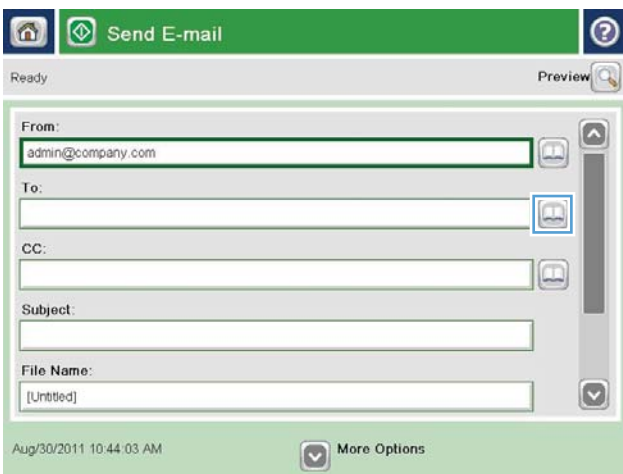 Send E-mail
?
Ready
Preview
From:
admin@company.com
To:
CC:
Subject:
File Name:
[Untitled]
Aug/30/2011 10:44:03 AM
More Options